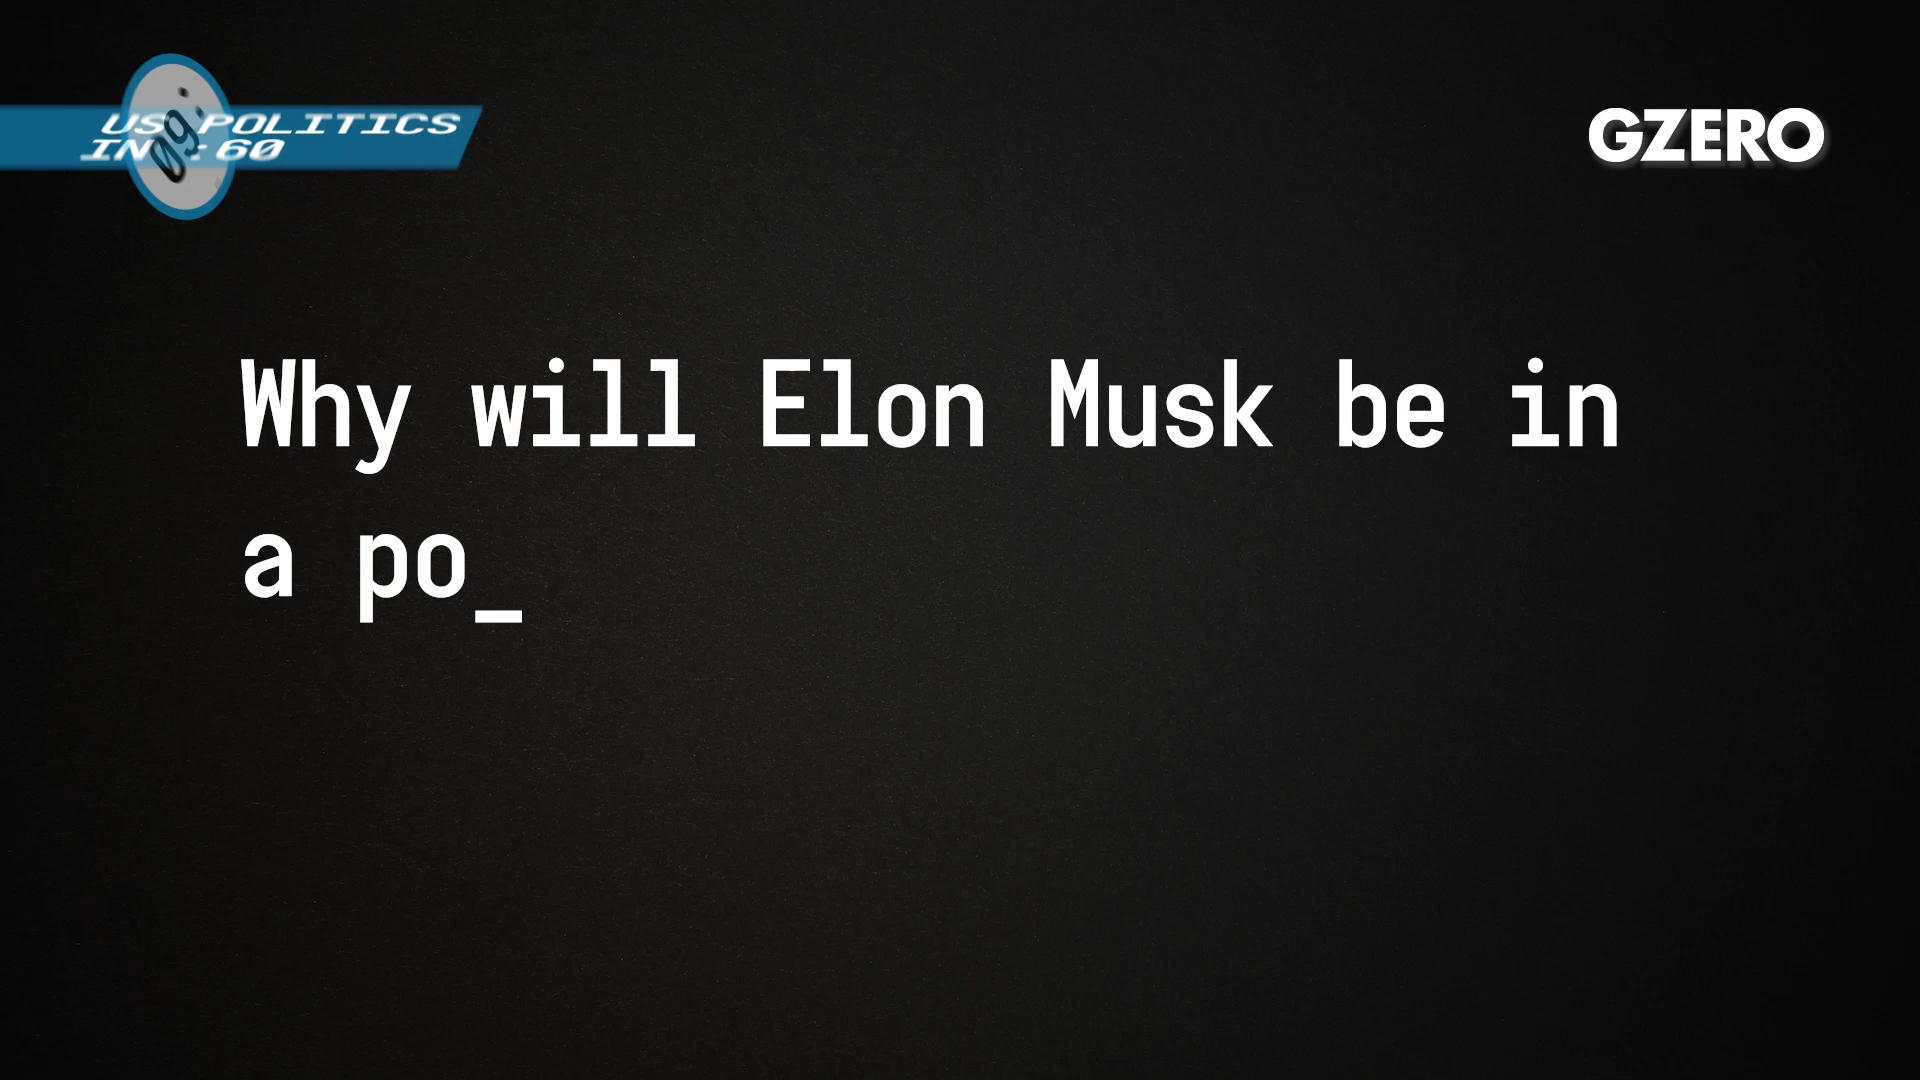 US POLITICS
IN :60
GZERO
Why will Elon Musk be in
a po_